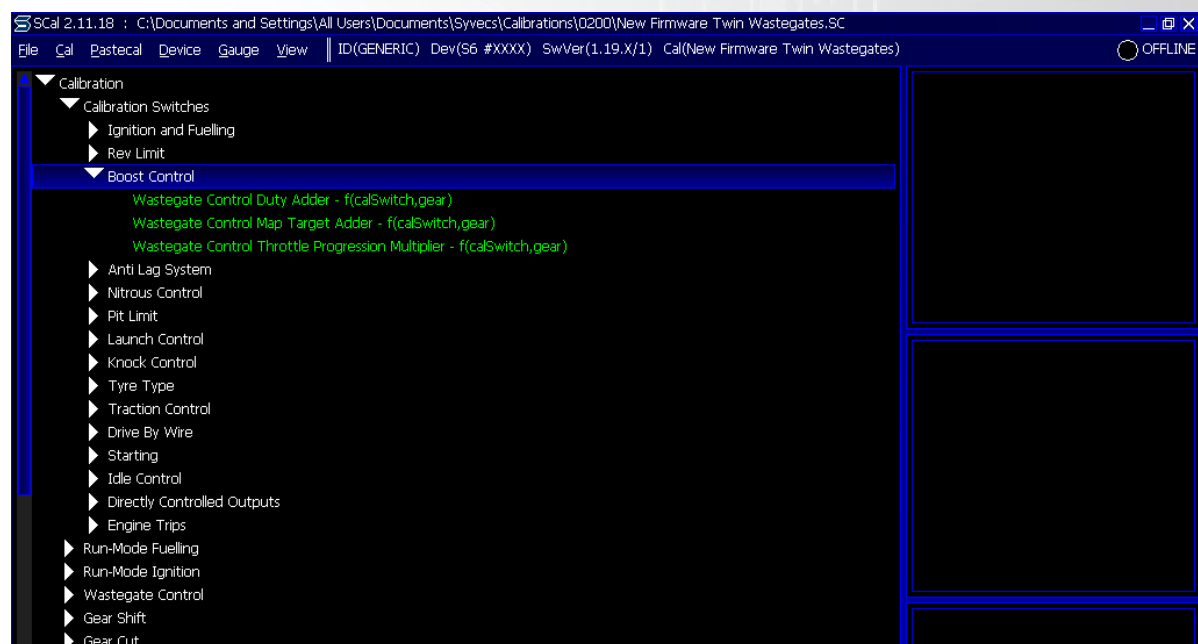 SCal 2.11.18 : C:\Documents and Settings\All Users\Documents\Syvecs\Calibrations\0200\New Firmware Twin Wastegates.SC
File Cal Pastecal Device Gauge View ID(GENERIC) Dev(S6 #XXXX) SwVer(1.19.X/1) Cal(New Firmware Twin Wastegates) OFFLINE
Calibration
Calibration Switches
Ignition and Fuelling
Rev Limit
Boost Control
Wastegate Control Duty Adder - f(calSwitch,gear)
Wastegate Control Map Target Adder - f(calSwitch,gear)
Wastegate Control Throttle Progression Multiplier - f(calSwitch,gear)
Anti Lag System
Nitrous Control
Pit Limit
Launch Control
Knock Control
Tyre Type
Traction Control
Drive By Wire
Starting
Idle Control
Directly Controlled Outputs
Engine Trips
Run-Mode Fuelling
Run-Mode Ignition
Wastegate Control
Gear Shift
Gear Cut